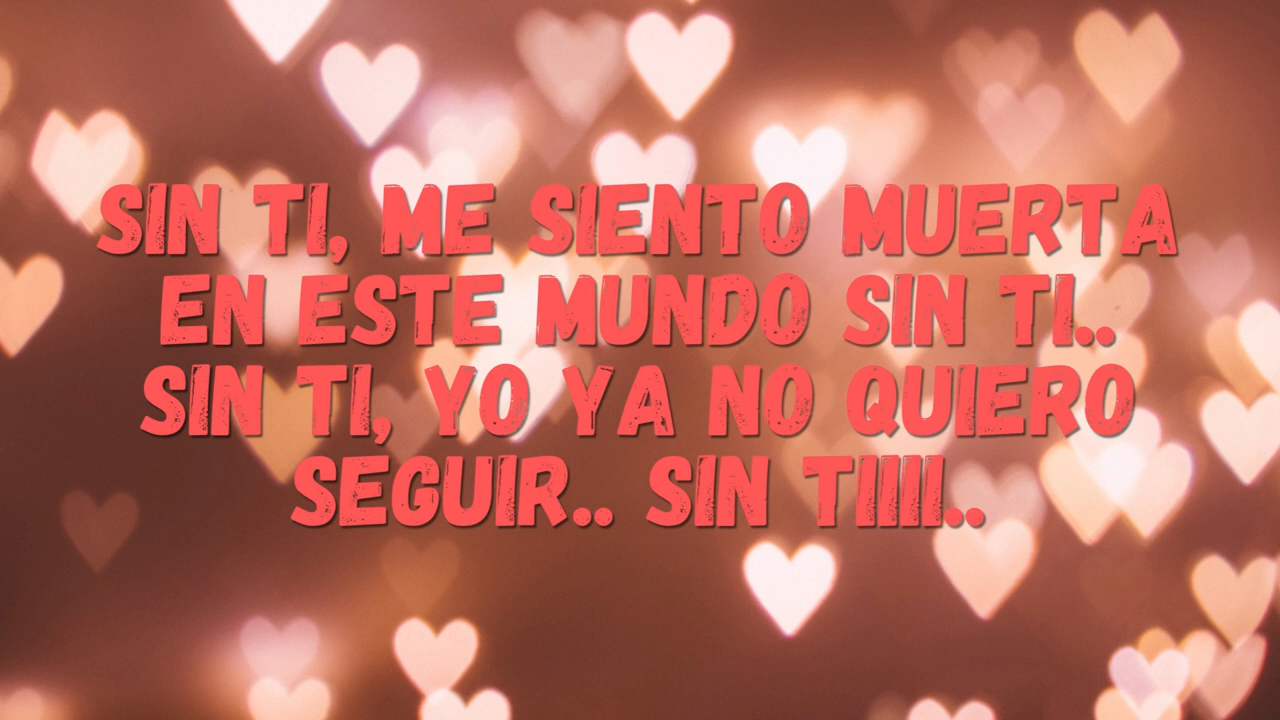 SIN TI, ME SIENTO MUERTA
EN ESTE MUNDO SIN TI..
SIN TI, YO YA NO QUIERO
SEGUIR.. SIN TIIII..